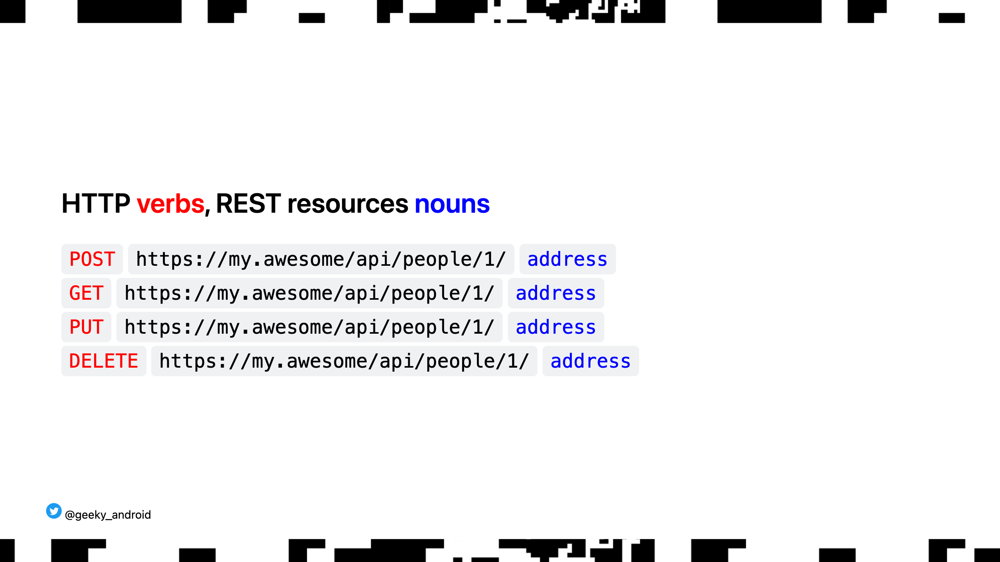 HTTP verbs, REST resources nouns
POST https://my.awesome/api/people/1/ address
GET https://my.awesome/api/people/1/ address
PUT https://my.awesome/api/people/1/ address
DELETE https://my.awesome/api/people/1/ address
@geeky_android